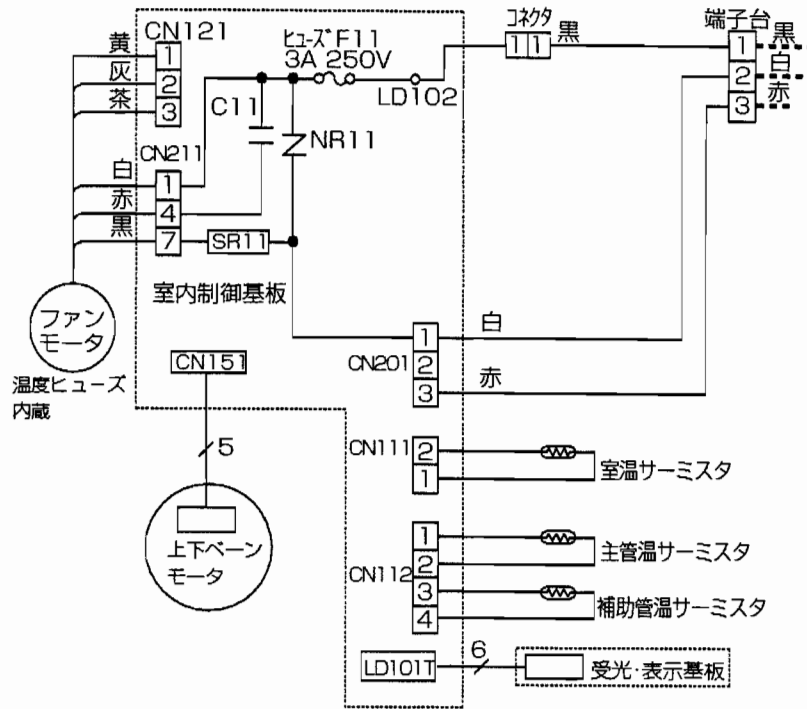 黄
灰
茶
CN121
1
2
3
ヒューズ F11
3A 250V
LD102
コネクタ
1 1
黒
端子台
1
2
3
黒
白
赤
C11
NR11
CN211
白
赤
黒
1
4
7
SR11
室内制御基板
ファン
モータ
温度ヒューズ
内蔵
CN151
5
上下ベーン
モータ
CN201
1
2
3
白
赤
CN111
2
1
室温サーミスタ
CN112
1
2
3
4
主管温サーミスタ
補助管温サーミスタ
LD101T
6
受光・表示基板